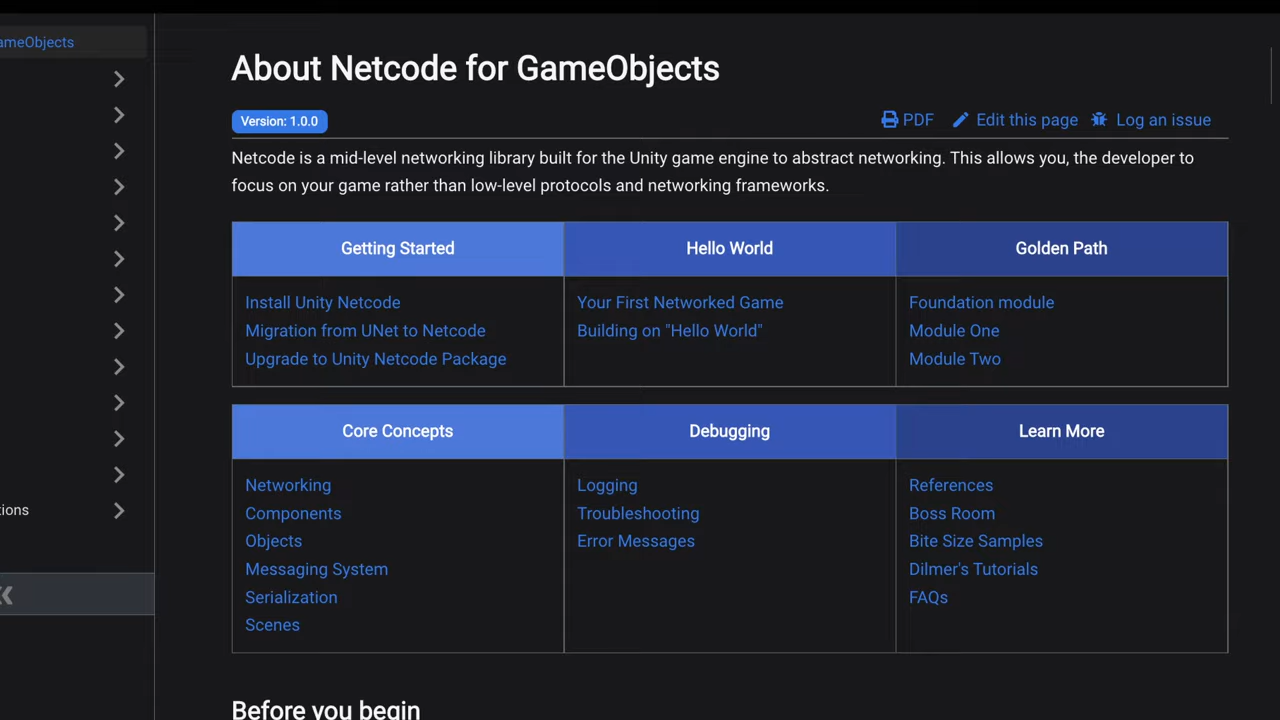 ameObjects
About Netcode for GameObjects
Version: 1.0.0
PDF
Edit this page
Log an issue
Netcode is a mid-level networking library built for the Unity game engine to abstract networking. This allows you, the developer to
focus on your game rather than low-level protocols and networking frameworks.
Getting Started
Hello World
Golden Path
Install Unity Netcode
Your First Networked Game
Foundation module
Migration from UNet to Netcode
Building on "Hello World"
Module One
Upgrade to Unity Netcode Package
Module Two
Core Concepts
Debugging
Learn More
Networking
Logging
References
Components
Troubleshooting
Boss Room
Objects
Error Messages
Bite Size Samples
Messaging System
Dilmer's Tutorials
Serialization
FAQs
Scenes
tions
Before you begin